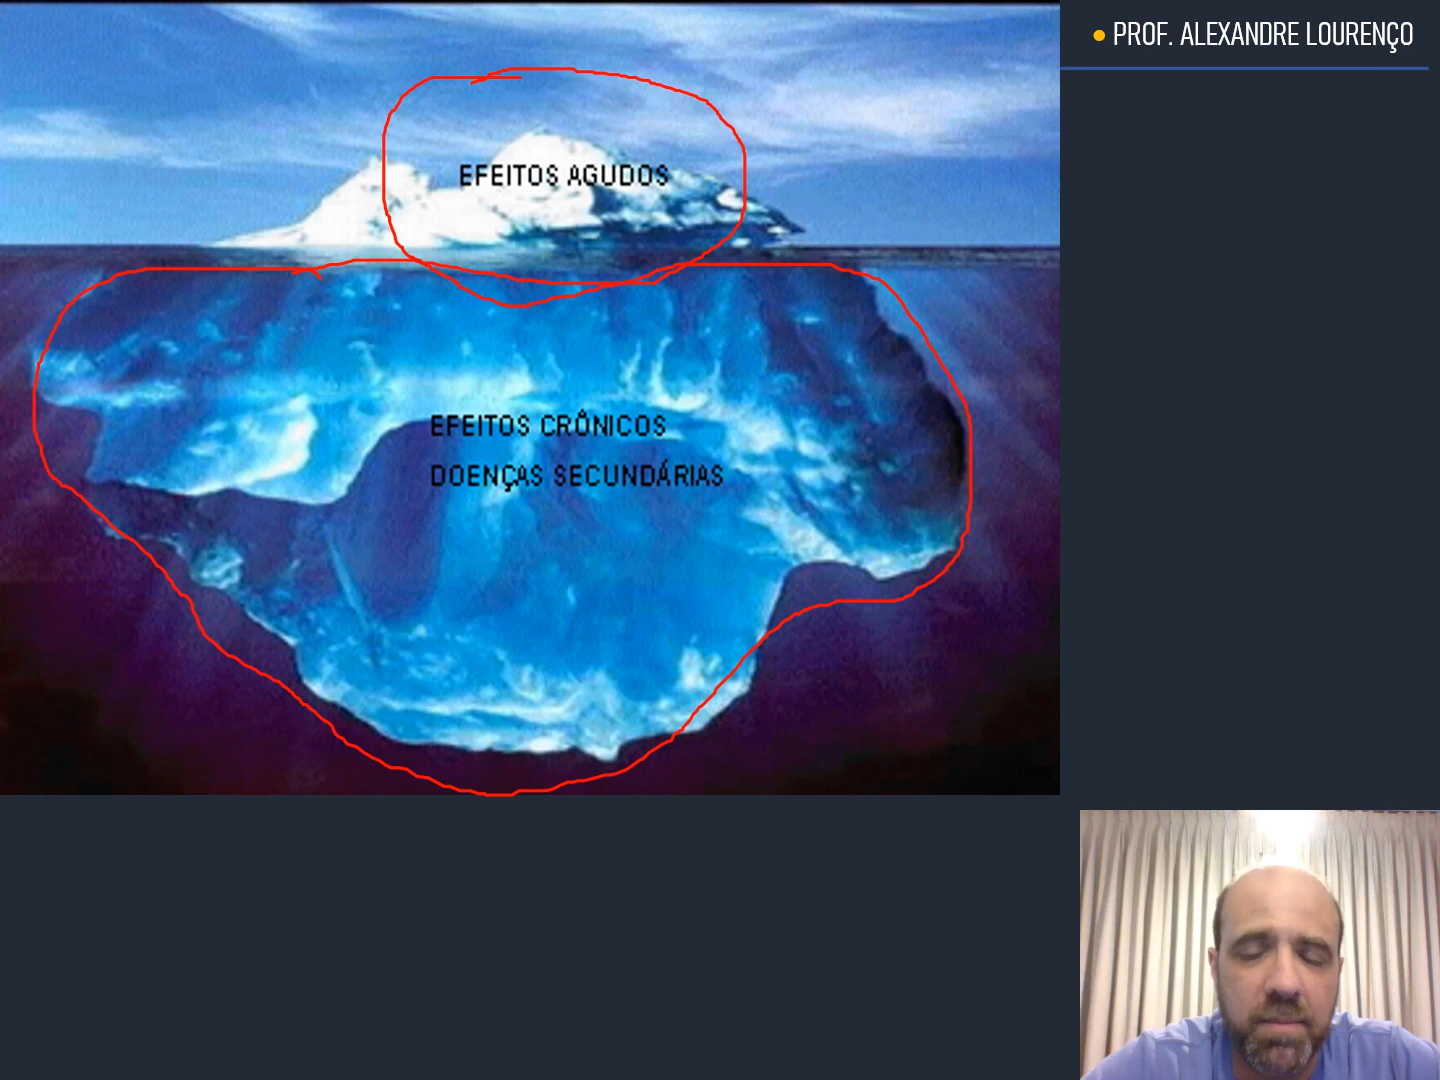 PROF. ALEXANDRE LOURENÇO
EFEITOS AGUDOS
EFEITOS CRÔNICOS
DOENÇAS SECUNDÁRIAS